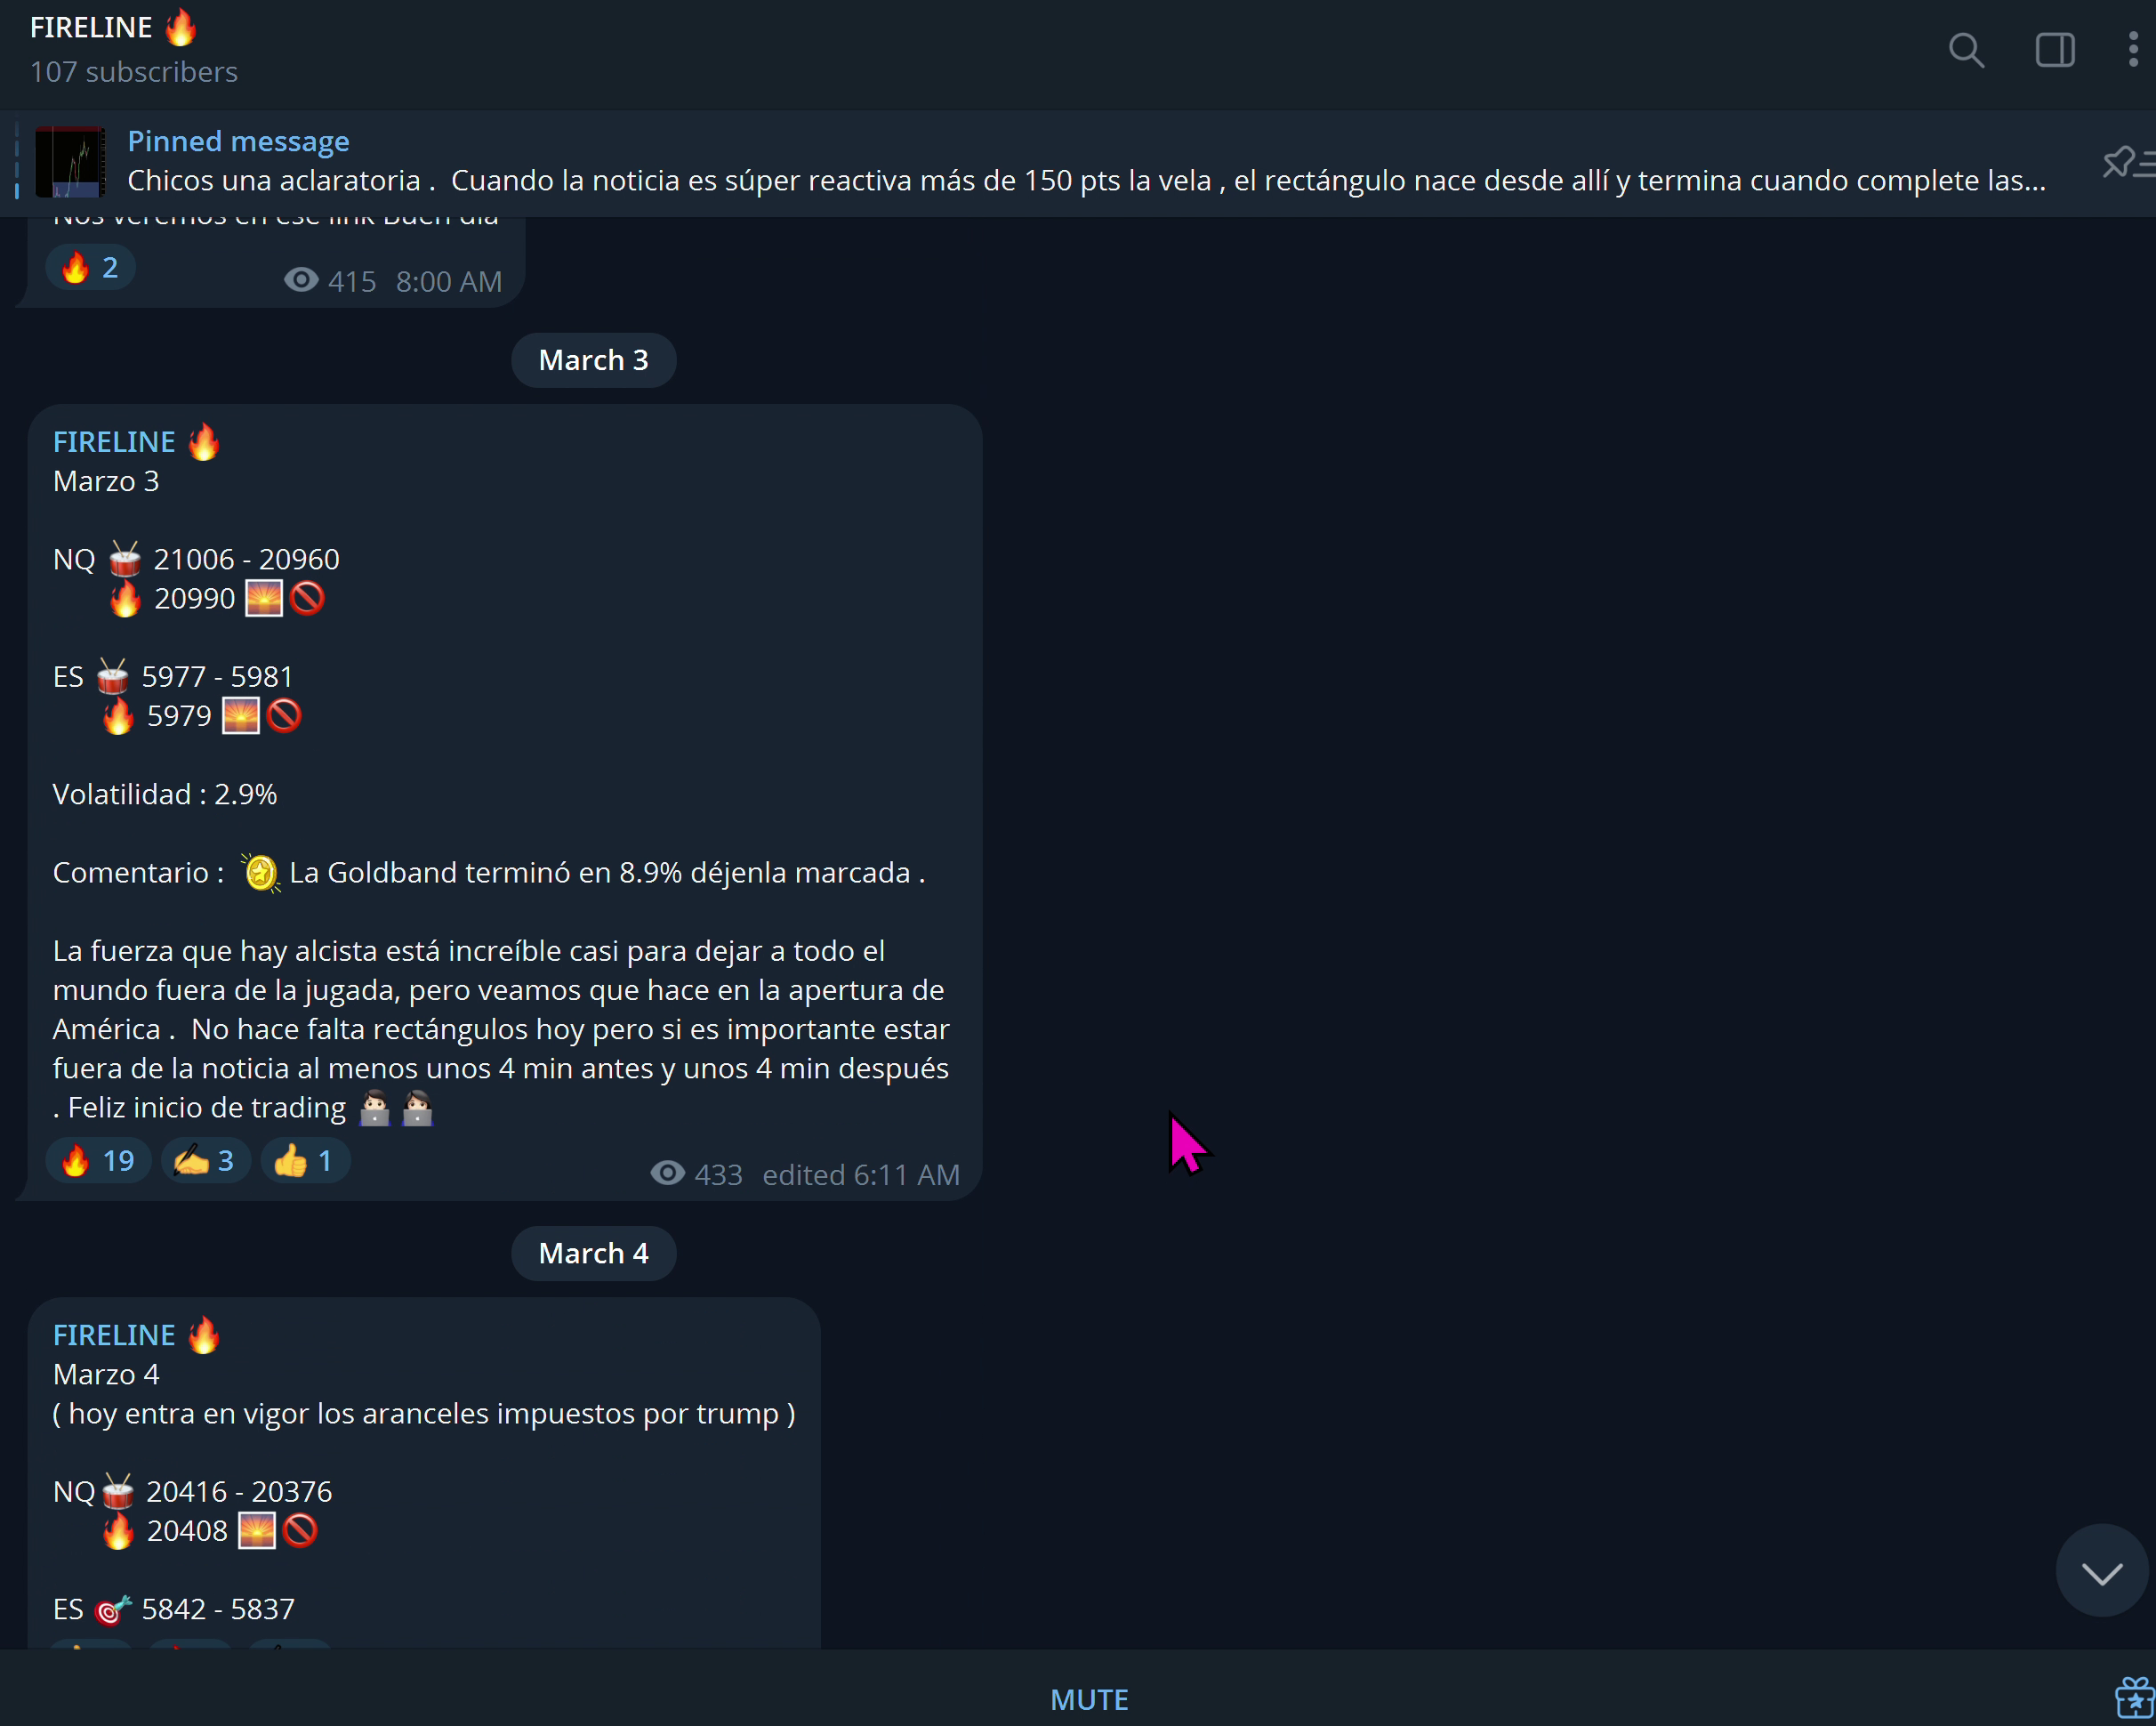 FIRELINE 🔥
107 subscribers
Pinned message
Chicos una aclaratoria .  Cuando la noticia es súper reactiva más de 150 pts la vela , el rectángulo nace desde allí y termina cuando complete las...
Nos veremos en ese link Buen día
🔥 2
415 8:00 AM
March 3
FIRELINE 🔥
Marzo 3
NQ 🥁 21006 - 20960
🔥 20990 🌅🚫
ES 🥁 5977 - 5981
🔥 5979 🌅🚫
Volatilidad : 2.9%
Comentario : La Goldband terminó en 8.9% déjenla marcada .
La fuerza que hay alcista está increíble casi para dejar a todo el
mundo fuera de la jugada, pero veamos que hace en la apertura de
América .  No hace falta rectángulos hoy pero si es importante estar
fuera de la noticia al menos unos 4 min antes y unos 4 min después
. Feliz inicio de trading 🧑🏻‍💻 👩🏻‍💻
🔥 19 ✍️ 3 👍 1
433 edited 6:11 AM
March 4
FIRELINE 🔥
Marzo 4
( hoy entra en vigor los aranceles impuestos por trump )
NQ🥁 20416 - 20376
🔥 20408 🌅🚫
ES 🎯 5842 - 5837
MUTE